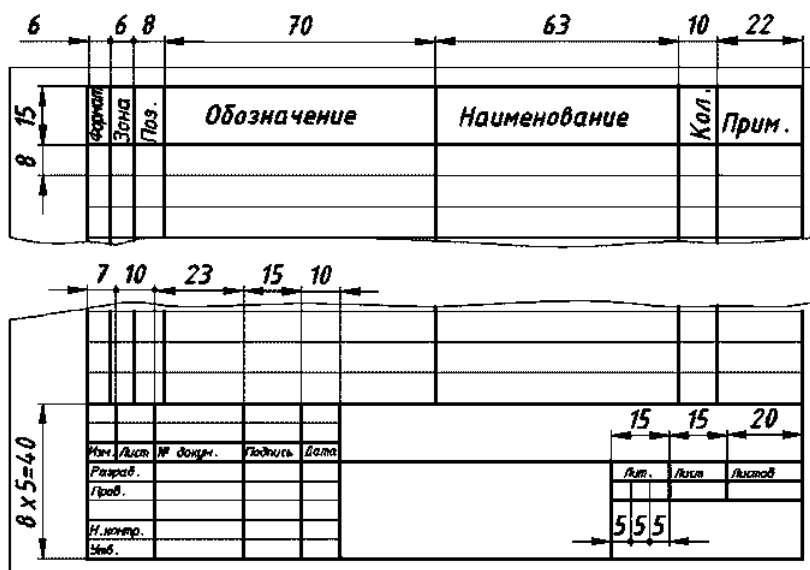 6 6 8 70 63 10 22
15 Формат Зона Поз. Обозначение Наименование Кол. Прим.
8
7 10 23 15 10
15 15 20
8 x 5=40
Изм. Лист № докум. Подпись Дата
Разраб. Лит. Лист Листов
Пров.
5 5 5
Н.контр.
Утв.